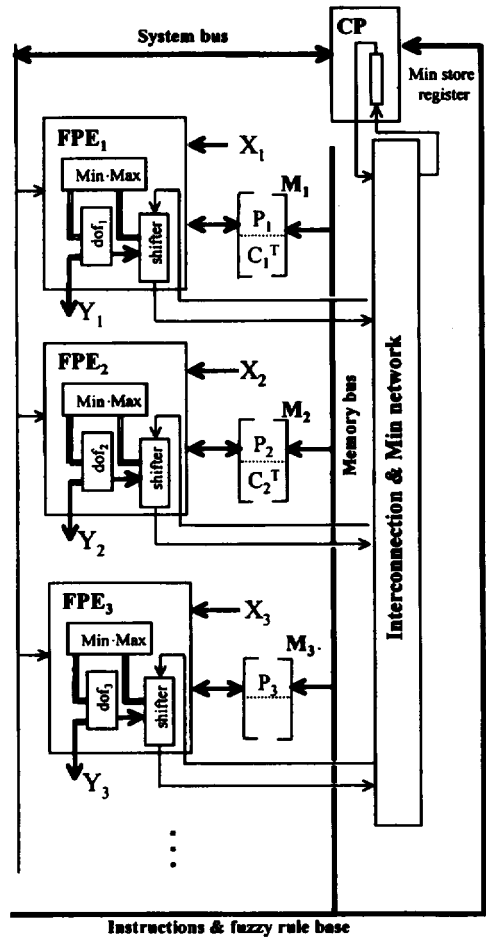 System bus
CP
Min store
register
FPE₁
X₁
Min·Max
M₁
P₁
C₁ᵀ
dof₁
shifter
Y₁
FPE₂
X₂
Min·Max
M₂
P₂
C₂ᵀ
dof₂
shifter
Y₂
Memory bus
Interconnection & Min network
FPE₃
X₃
Min·Max
M₃.
P₃
dof₃
shifter
Y₃
Instructions & fuzzy rule base